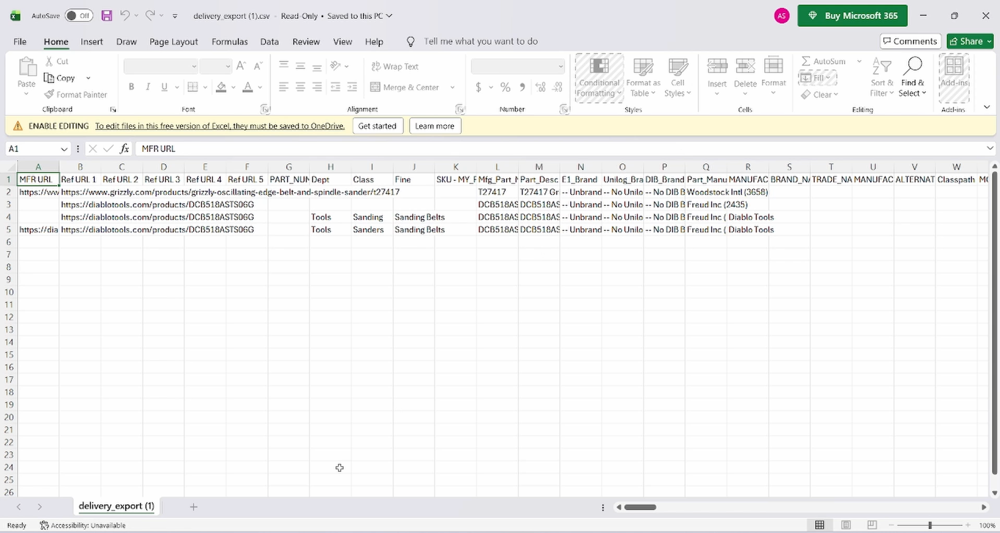 AutoSave Off delivery_export (1).csv - Read-Only • Saved to this PC AS Buy Microsoft 365
File Home Insert Draw Page Layout Formulas Data Review View Help Tell me what you want to do Comments Share
Paste Cut Copy Format Painter Clipboard
B I U A Font
Wrap Text Merge & Center Alignment
$ % Number
Conditional Formatting Format as Table Cell Styles Styles
Insert Delete Format Cells
AutoSum Fill Clear Sort & Filter Find & Select Editing
Add-ins Add-ins
ENABLE EDITING To edit files in this free version of Excel, they must be saved to OneDrive. Get started Learn more
A1 fx MFR URL
A B C D E F G H I J K L M N O P Q R S T U V W
1 MFR URL Ref URL 1 Ref URL 2 Ref URL 3 Ref URL 4 Ref URL 5 PART_NUM Dept Class Fine SKU - MY_F Mfg_Part_N Part_Desc E1_Brand Unilog_Bra DIB_Brand Part_Manu MANUFAC BRAND_NA TRADE_NA MANUFAC ALTERNAT Classpath MO
2 https://ww https://www.grizzly.com/products/grizzly-oscillating-edge-belt-and-spindle-sander/t27417 T27417 T27417 Gr -- Unbrand -- No Unilo -- No DIB B Woodstock Intl (3658)
3 https://diablotools.com/products/DCB518ASTS06G DCB518AS DCB518AS -- Unbrand -- No Unilo -- No DIB B Freud Inc (2435)
4 https://diablotools.com/products/DCB518ASTS06G Tools Sanding Sanding Belts DCB518AS DCB518AS -- Unbrand -- No Unilo -- No DIB B Freud Inc ( Diablo Tools
5 https://dia https://diablotools.com/products/DCB518ASTS06G Tools Sanders Sanding Belts DCB518AS DCB518AS -- Unbrand -- No Unilo -- No DIB B Freud Inc ( Diablo Tools
6
7
8
9
10
11
12
13
14
15
16
17
18
19
20
21
22
23
24
25
26
delivery_export (1)
Ready Accessibility: Unavailable 100%